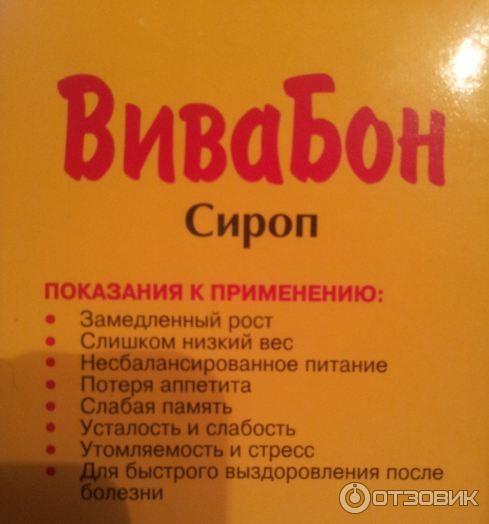 ВиваБон
Сироп
ПОКАЗАНИЯ К ПРИМЕНЕНИЮ:
• Замедленный рост
• Слишком низкий вес
• Несбалансированное питание
• Потеря аппетита
• Слабая память
• Усталость и слабость
• Утомляемость и стресс
• Для быстрого выздоровления после
болезни
ОТЗОВИК